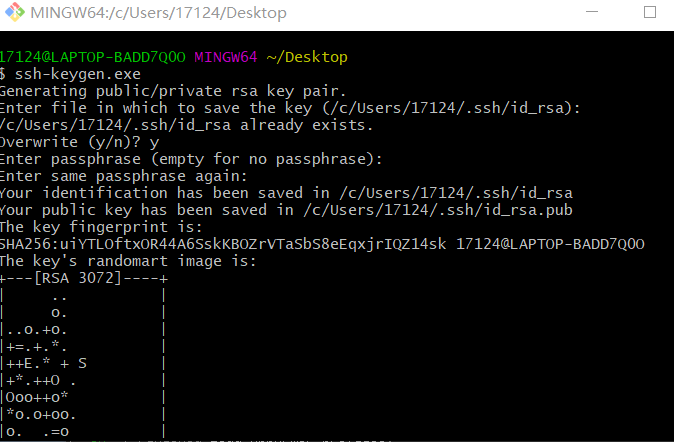 MINGW64:/c/Users/17124/Desktop
17124@LAPTOP-BADD7Q0O MINGW64 ~/Desktop
$ ssh-keygen.exe
Generating public/private rsa key pair.
Enter file in which to save the key (/c/Users/17124/.ssh/id_rsa):
/c/Users/17124/.ssh/id_rsa already exists.
Overwrite (y/n)? y
Enter passphrase (empty for no passphrase):
Enter same passphrase again:
Your identification has been saved in /c/Users/17124/.ssh/id_rsa
Your public key has been saved in /c/Users/17124/.ssh/id_rsa.pub
The key fingerprint is:
SHA256:uiYTLOftxOR44A6SskKBOZrVTaSbS8eEqxjrIQZ14sk 17124@LAPTOP-BADD7Q0O
The key's randomart image is:
+---[RSA 3072]----+
|     ..          |
|     o.          |
|..o.+o.          |
|+=.+.*.          |
|++E.* + S        |
|+*.++O .         |
|Ooo++o*          |
|*o.o+oo.         |
|o.  .=o          |